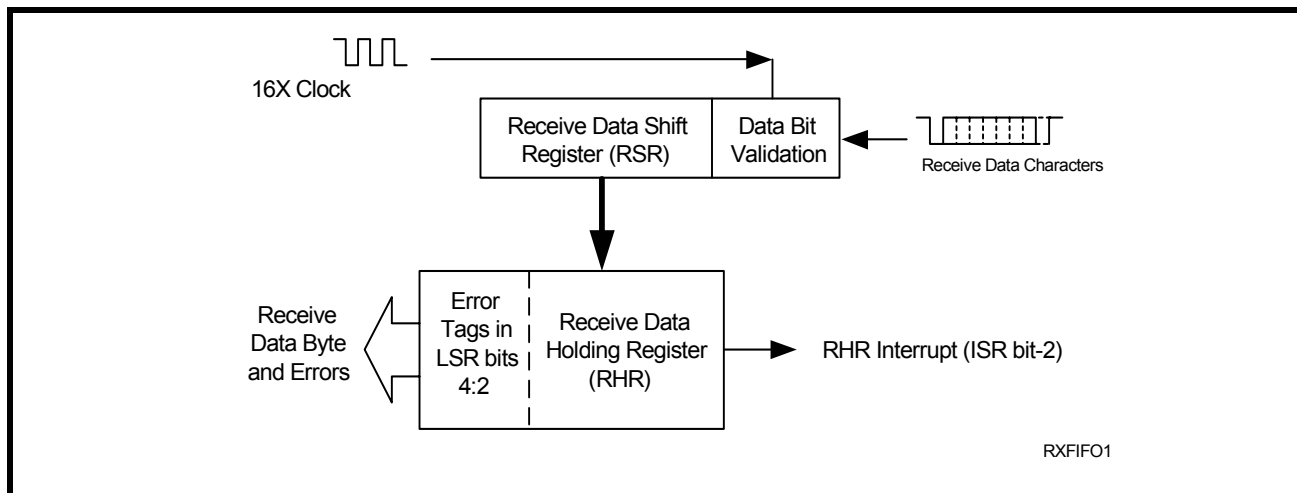 16X Clock
Receive Data Shift
Register (RSR)
Data Bit
Validation
Receive Data Characters
Receive
Data Byte
and Errors
Error
Tags in
LSR bits
4:2
Receive Data
Holding Register
(RHR)
RHR Interrupt (ISR bit-2)
RXFIFO1